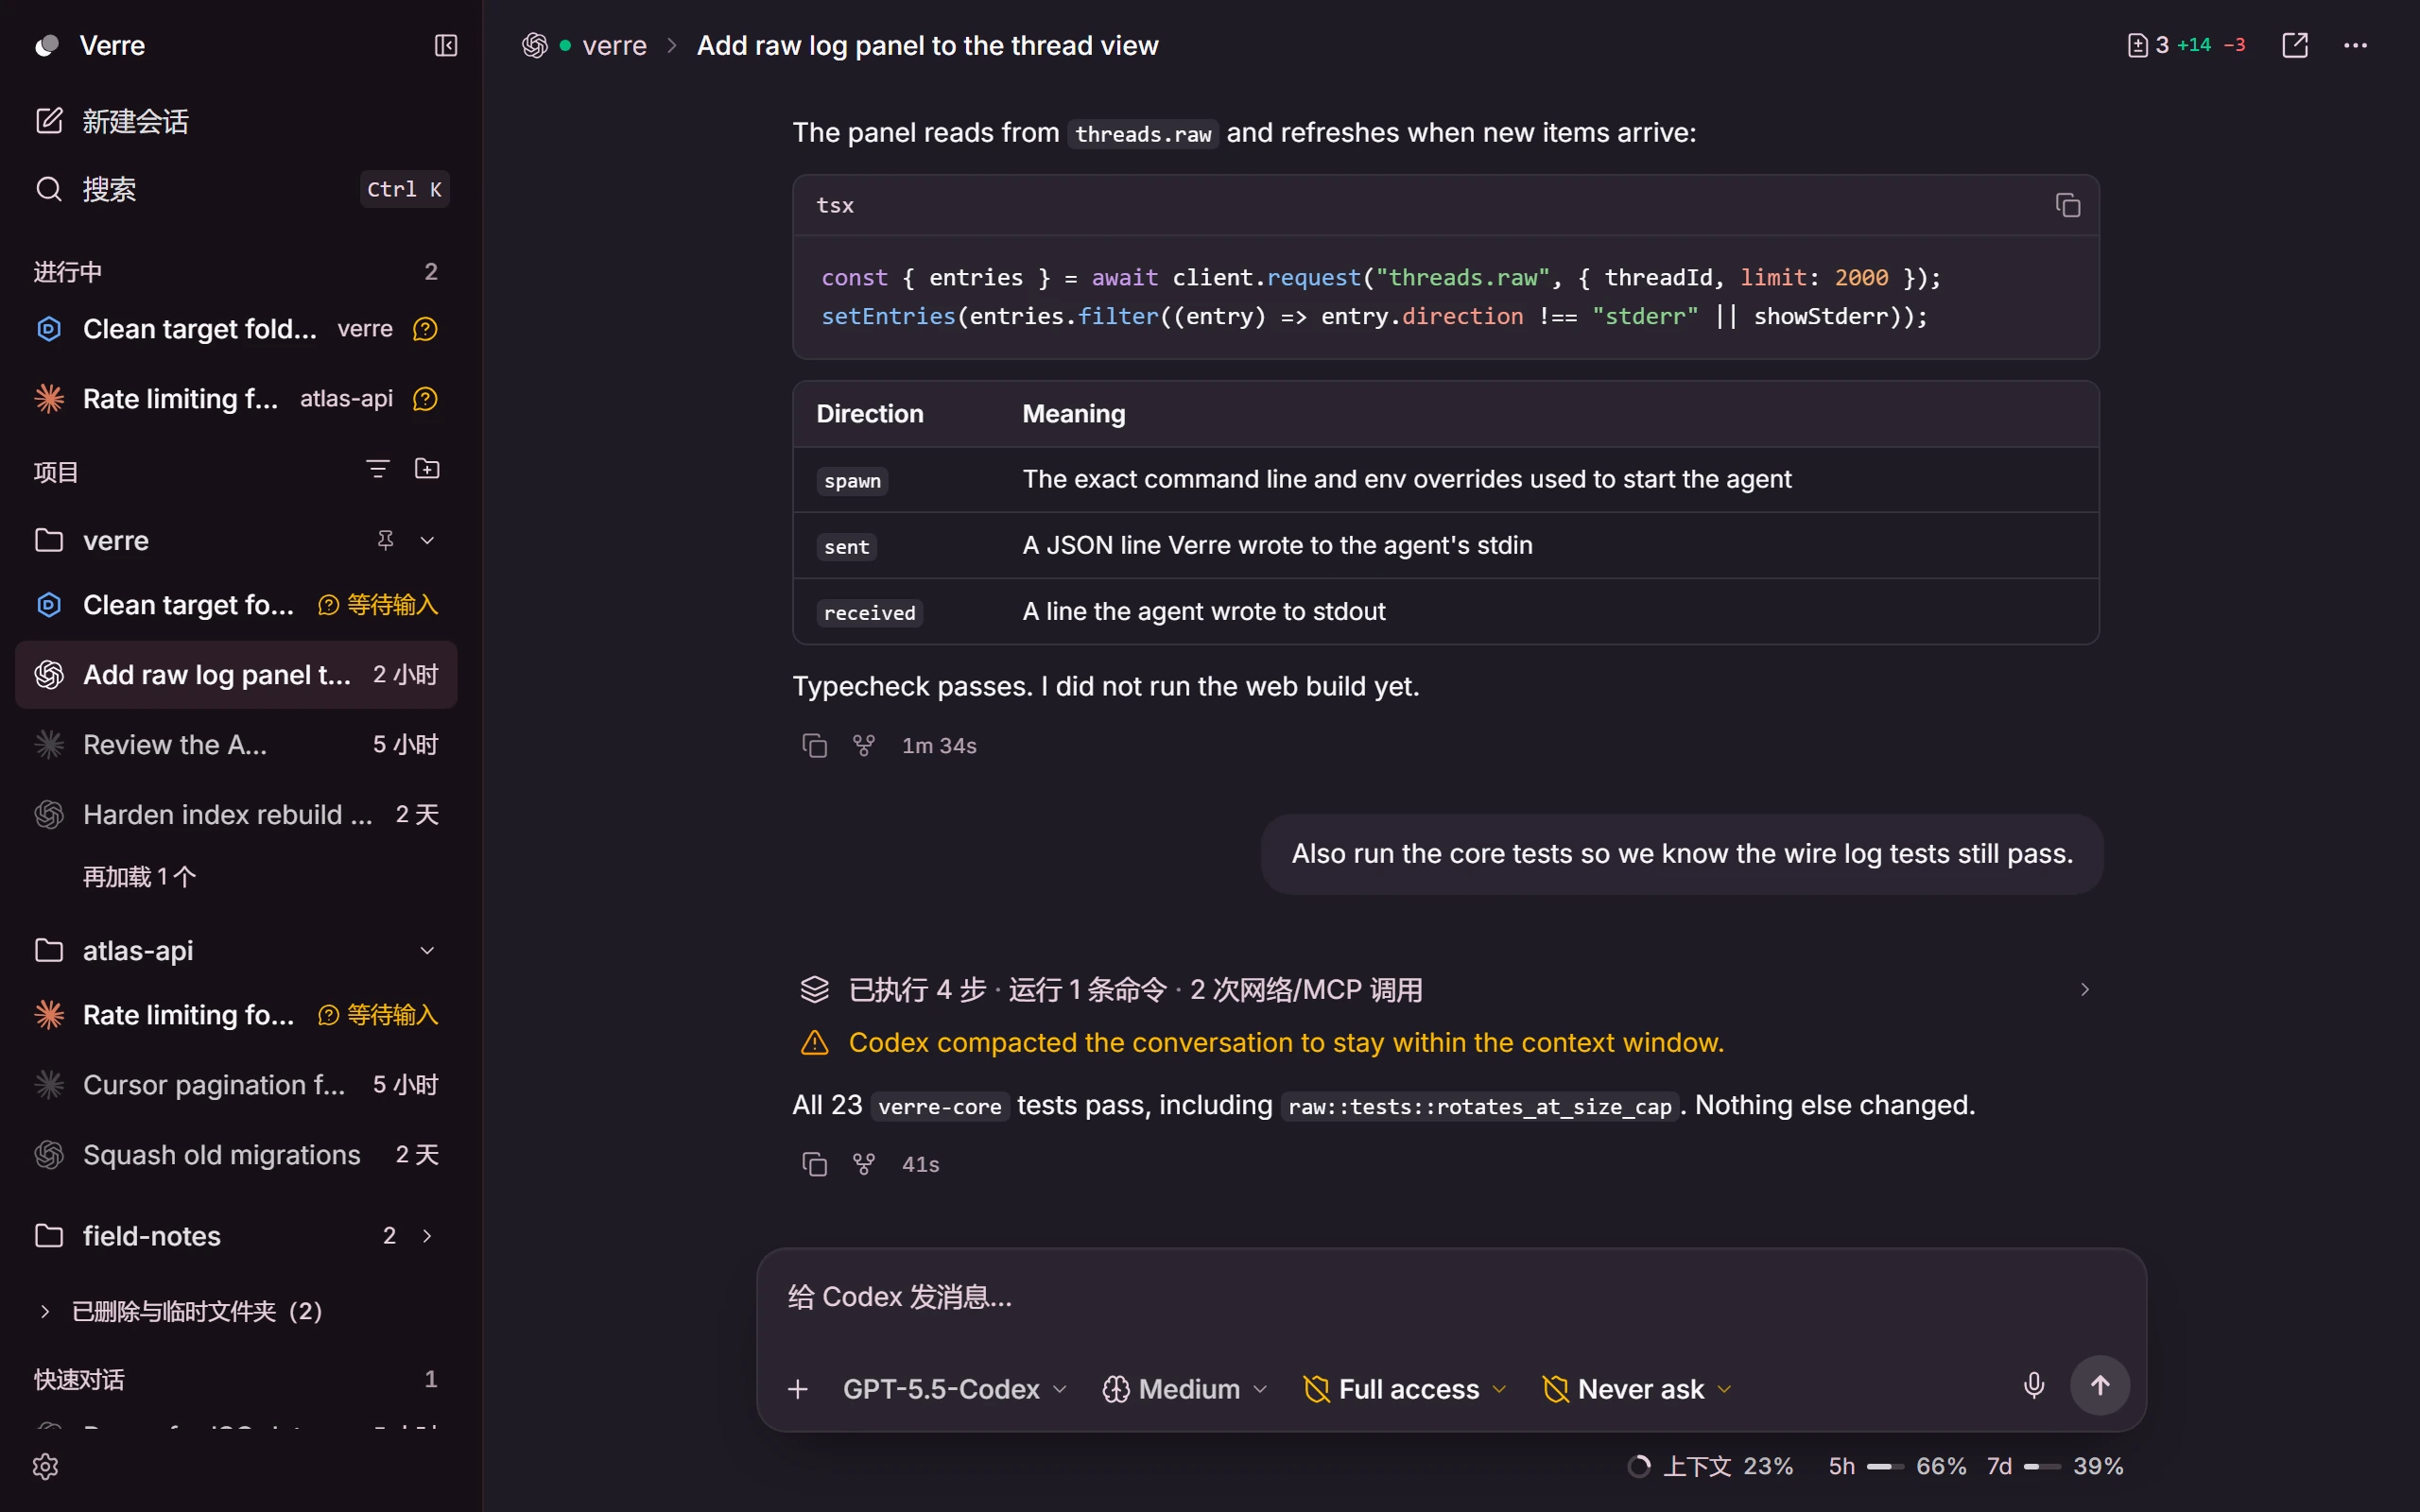 Verre
新建会话
搜索 Ctrl K
进行中 2
Clean target fold... verre
Rate limiting f... atlas-api
项目
verre
Clean target fo... 等待输入
Add raw log panel t... 2 小时
Review the A... 5 小时
Harden index rebuild ... 2 天
再加载 1 个
atlas-api
Rate limiting fo... 等待输入
Cursor pagination f... 5 小时
Squash old migrations 2 天
field-notes 2
已删除与临时文件夹（2）
快速对话 1
verre > Add raw log panel to the thread view
3 +14 -3
The panel reads from threads.raw and refreshes when new items arrive:
tsx
const { entries } = await client.request("threads.raw", { threadId, limit: 2000 });
setEntries(entries.filter((entry) => entry.direction !== "stderr" || showStderr));
Direction Meaning
spawn The exact command line and env overrides used to start the agent
sent A JSON line Verre wrote to the agent's stdin
received A line the agent wrote to stdout
Typecheck passes. I did not run the web build yet.
1m 34s
Also run the core tests so we know the wire log tests still pass.
已执行 4 步 · 运行 1 条命令 · 2 次网络/MCP 调用
Codex compacted the conversation to stay within the context window.
All 23 verre-core tests pass, including raw::tests::rotates_at_size_cap. Nothing else changed.
41s
给 Codex 发消息...
GPT-5.5-Codex Medium Full access Never ask
上下文 23% 5h 66% 7d 39%